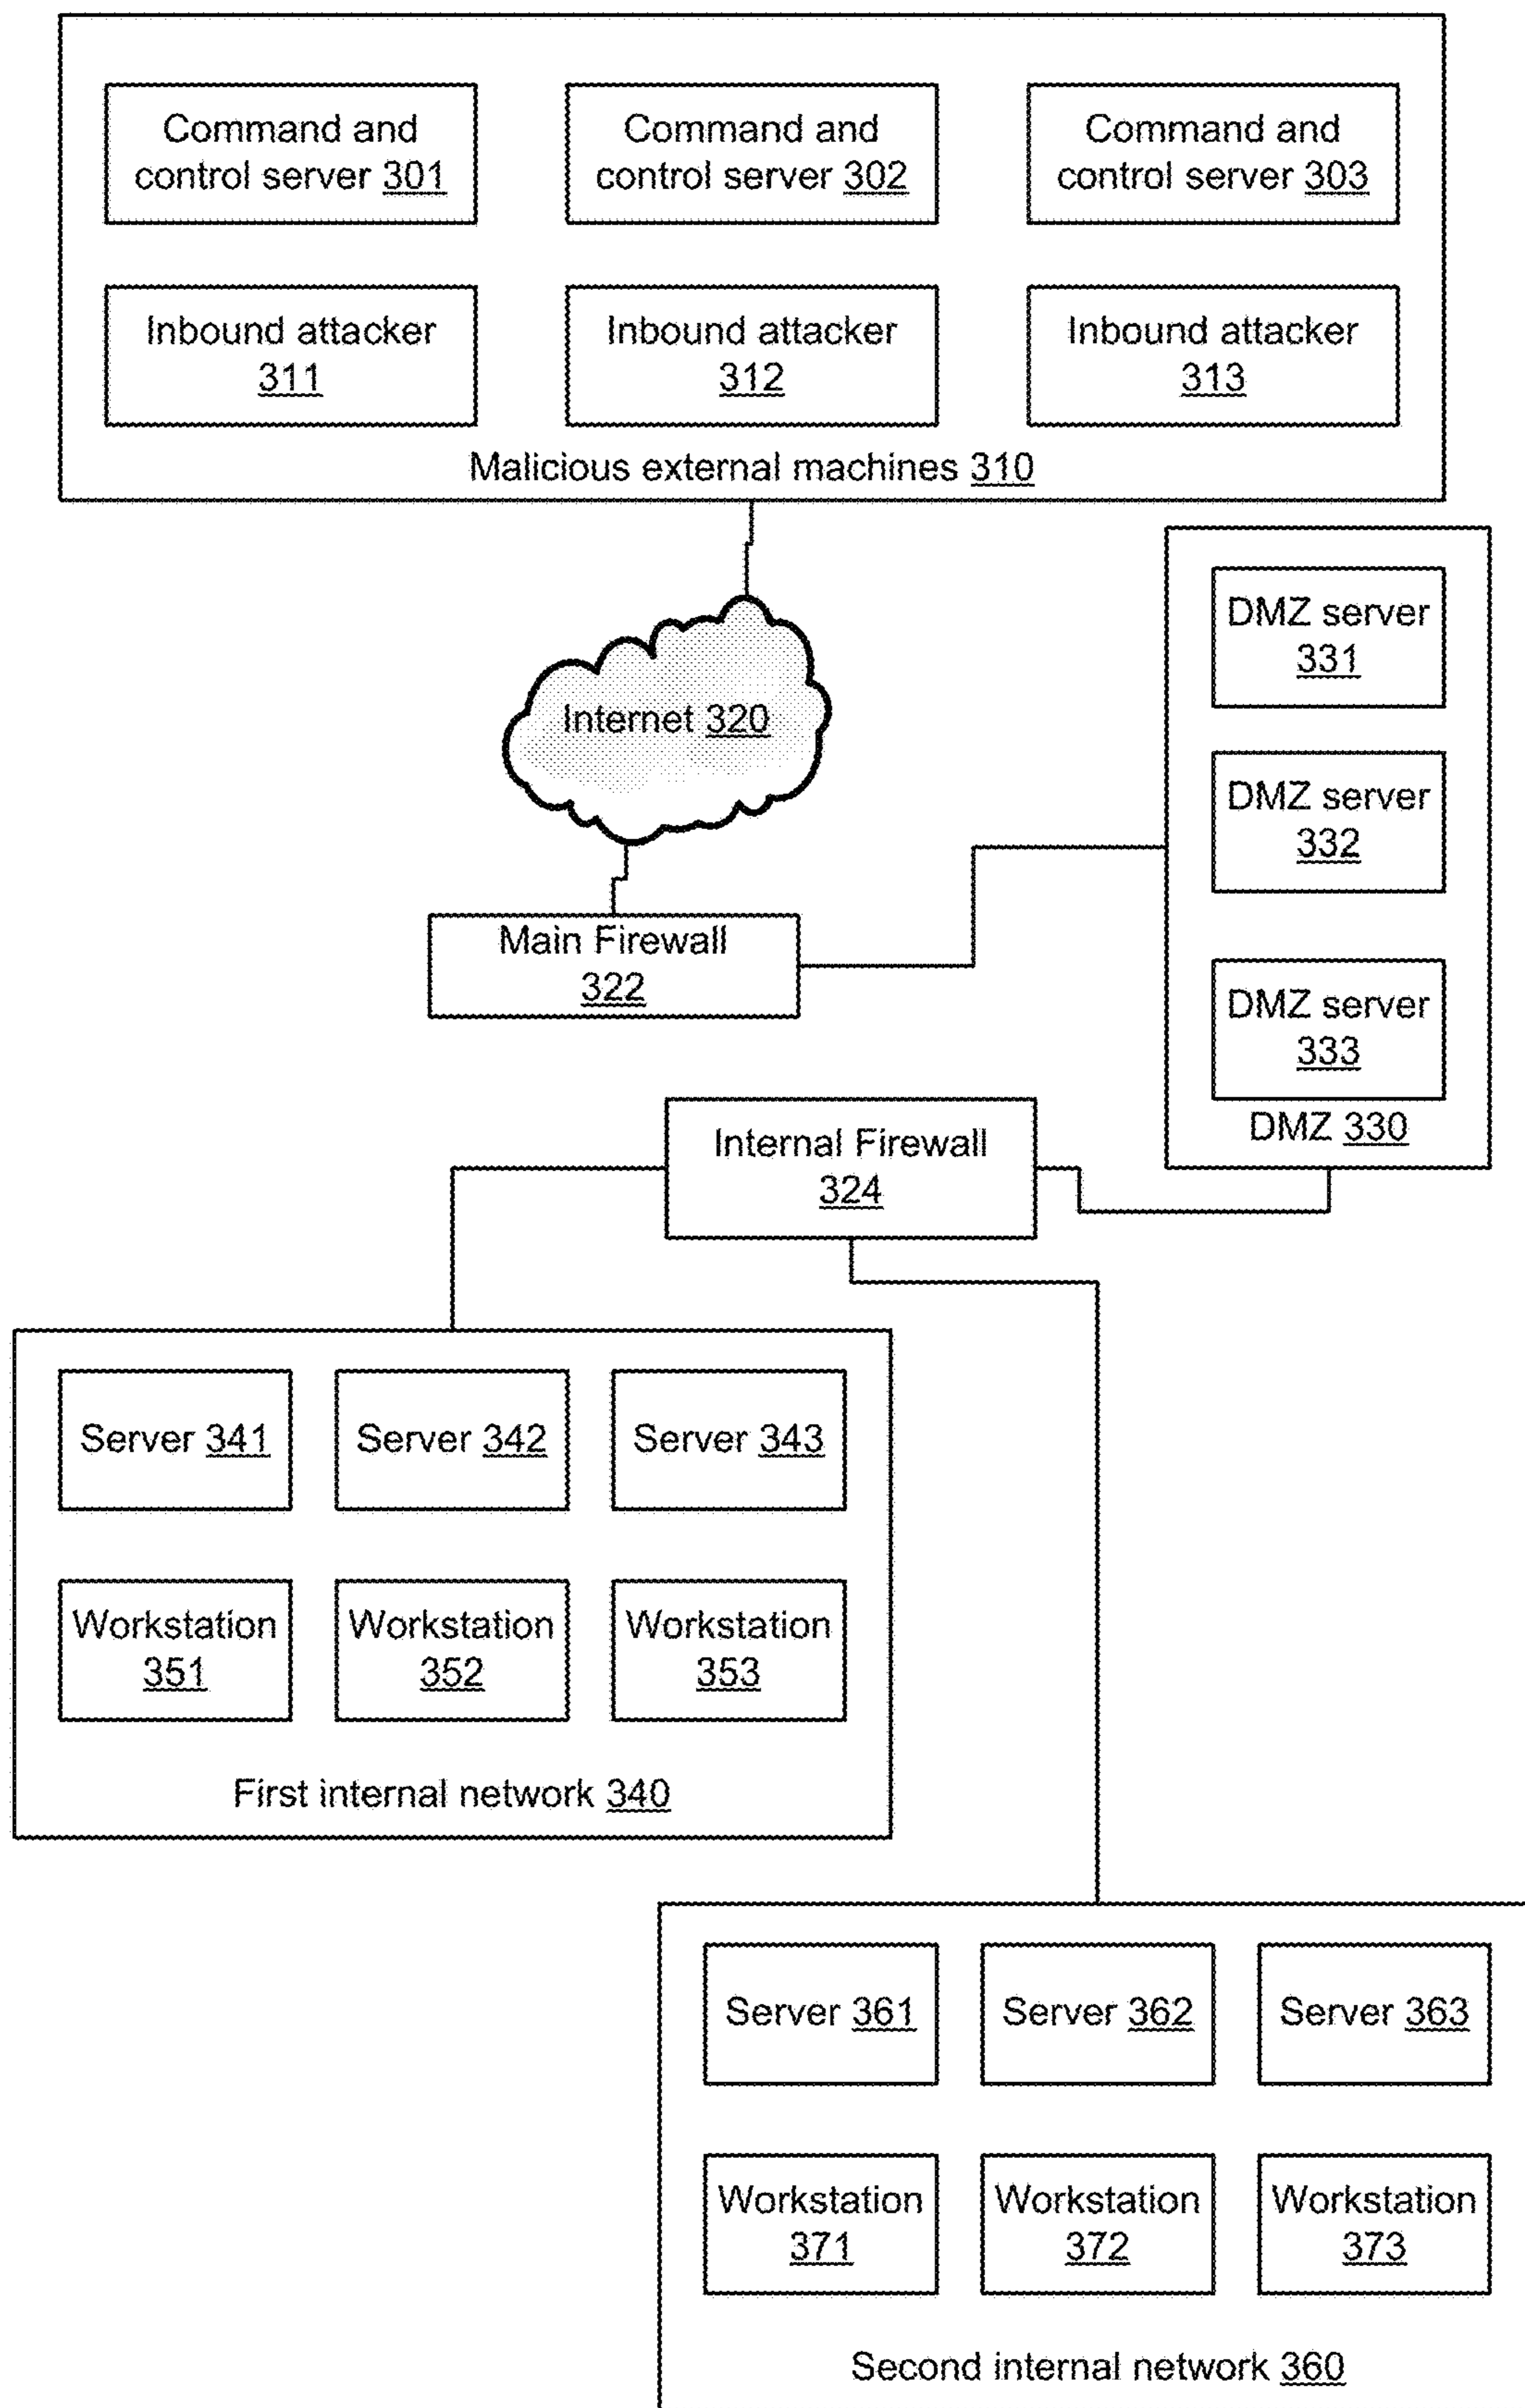 Command and
control server 301
Command and
control server 302
Command and
control server 303
Inbound attacker
311
Inbound attacker
312
Inbound attacker
313
Malicious external machines 310
DMZ server
331
Internet 320
DMZ server
332
Main Firewall
322
DMZ server
333
DMZ 330
Internal Firewall
324
Server 341
Server 342
Server 343
Workstation
351
Workstation
352
Workstation
353
First internal network 340
Server 361
Server 362
Server 363
Workstation
371
Workstation
372
Workstation
373
Second internal network 360